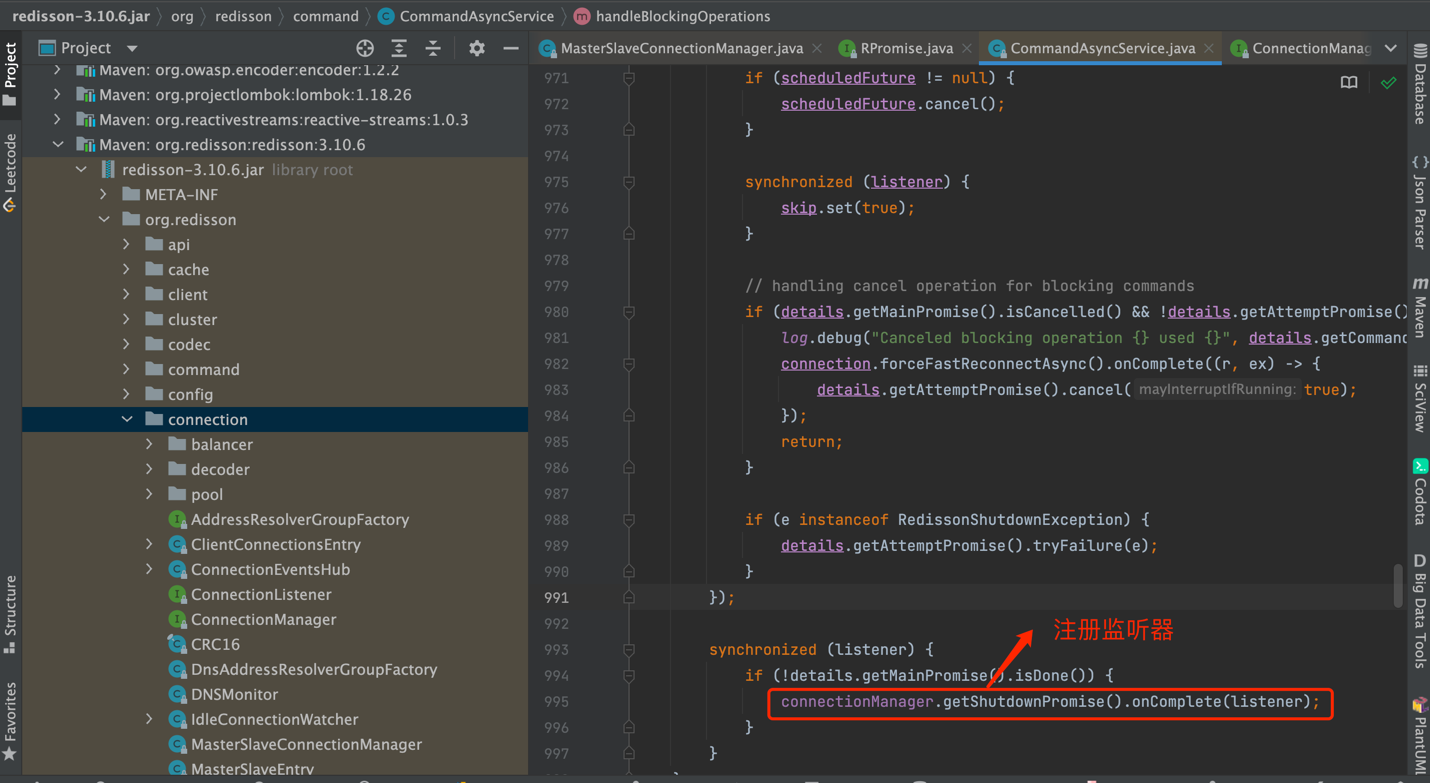 redisson-3.10.6.jar org redisson command CommandAsyncService handleBlockingOperations
Project
MasterSlaveConnectionManager.java RPromise.java CommandAsyncService.java ConnectionManag
Project
Leetcode
Structure
Favorites
Maven: org.owasp.encoder:encoder:1.2.2
Maven: org.projectlombok:lombok:1.18.26
Maven: org.reactivestreams:reactive-streams:1.0.3
Maven: org.redisson:redisson:3.10.6
redisson-3.10.6.jar library root
META-INF
org.redisson
api
cache
client
cluster
codec
command
config
connection
balancer
decoder
pool
AddressResolverGroupFactory
ClientConnectionsEntry
ConnectionEventsHub
ConnectionListener
ConnectionManager
CRC16
DnsAddressResolverGroupFactory
DNSMonitor
IdleConnectionWatcher
MasterSlaveConnectionManager
MasterSlaveEntry
971 if (scheduledFuture != null) {
972 scheduledFuture.cancel();
973 }
974
975 synchronized (listener) {
976 skip.set(true);
977 }
978
979 // handling cancel operation for blocking commands
980 if (details.getMainPromise().isCancelled() && !details.getAttemptPromise()
981 log.debug("Canceled blocking operation {} used {}", details.getCommand
982 connection.forceFastReconnectAsync().onComplete((r, ex) -> {
983 details.getAttemptPromise().cancel( mayInterruptIfRunning: true);
984 });
985 return;
986 }
987
988 if (e instanceof RedissonShutdownException) {
989 details.getAttemptPromise().tryFailure(e);
990 }
991 });
992
注册监听器
993 synchronized (listener) {
994 if (!details.getMainPromise().isDone()) {
995 connectionManager.getShutdownPromise().onComplete(listener);
996 }
997 }
Database
Json Parser
Maven
SciView
Codota
Big Data Tools
PlantUML